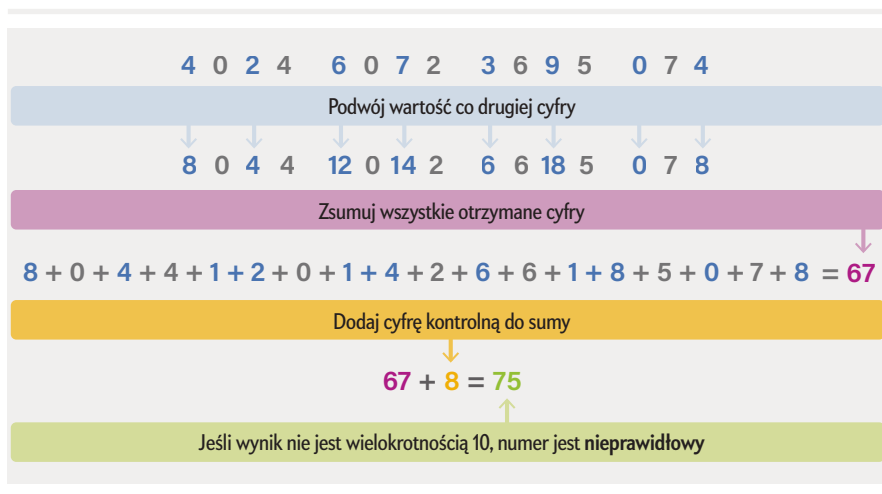 4 0 2 4 6 0 7 2 3 6 9 5 0 7 4
Podwój wartość co drugiej cyfry
8 0 4 4 12 0 14 2 6 6 18 5 0 7 8
Zsumuj wszystkie otrzymane cyfry
8 + 0 + 4 + 4 + 1 + 2 + 0 + 1 + 4 + 2 + 6 + 6 + 1 + 8 + 5 + 0 + 7 + 8 = 67
Dodaj cyfrę kontrolną do sumy
67 + 8 = 75
Jeśli wynik nie jest wielokrotnością 10, numer jest nieprawidłowy